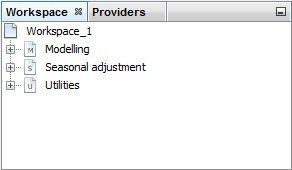 Workspace Providers
Workspace_1
M Modelling
S Seasonal adjustment
U Utilities